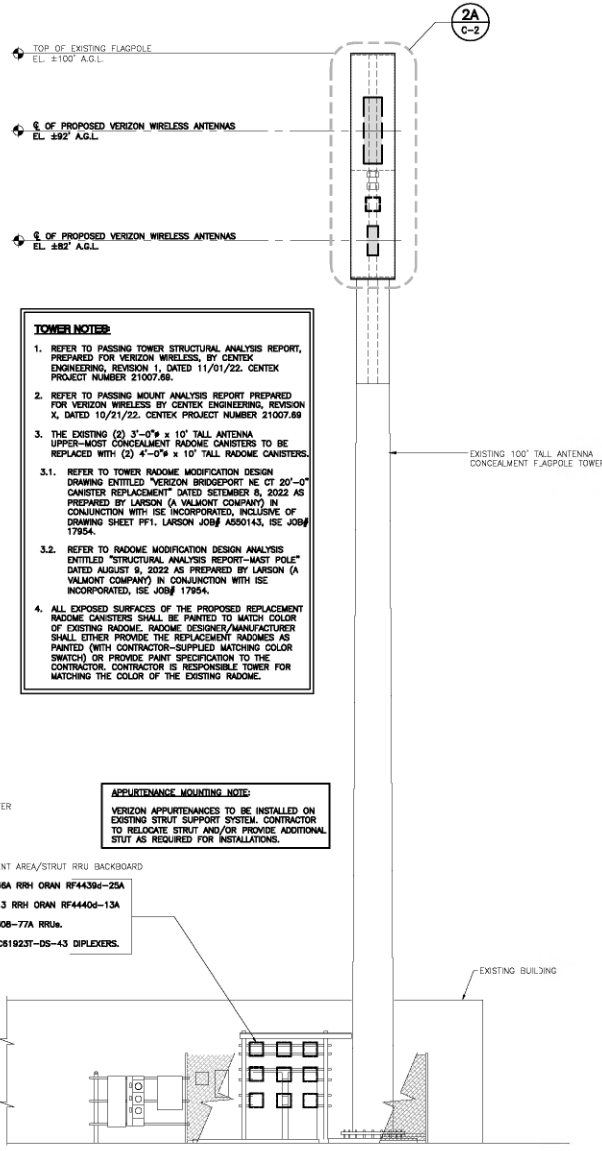 2A
C-2
TOP OF EXISTING FLAGPOLE
EL. ±100' A.G.L.
℄ OF PROPOSED VERIZON WIRELESS ANTENNAS
EL. ±92' A.G.L.
℄ OF PROPOSED VERIZON WIRELESS ANTENNAS
EL. ±82' A.G.L.
TOWER NOTES:
1. REFER TO PASSING TOWER STRUCTURAL ANALYSIS REPORT,
PREPARED FOR VERIZON WIRELESS, BY CENTEK
ENGINEERING, REVISION 1, DATED 11/01/22. CENTEK
PROJECT NUMBER 21007.69.
2. REFER TO PASSING MOUNT ANALYSIS REPORT PREPARED
FOR VERIZON WIRELESS BY CENTEK ENGINEERING, REVISION
X, DATED 10/21/22. CENTEK PROJECT NUMBER 21007.69
3. THE EXISTING (2) 3'-0"ø x 10' TALL ANTENNA
UPPER-MOST CONCEALMENT RADOME CANISTERS TO BE
REPLACED WITH (2) 4'-0"ø x 10' TALL RADOME CANISTERS.
3.1. REFER TO TOWER RADOME MODIFICATION DESIGN
DRAWING ENTITLED "VERIZON BRIDGEPORT NE CT 20'-0"
CANISTER REPLACEMENT" DATED SETEMBER 8, 2022 AS
PREPARED BY LARSON (A VALMONT COMPANY) IN
CONJUNCTION WITH ISE INCORPORATED, INCLUSIVE OF
DRAWING SHEET PF1. LARSON JOB# A550143, ISE JOB#
17954.
3.2. REFER TO RADOME MODIFICATION DESIGN ANALYSIS
ENTITLED "STRUCTURAL ANALYSIS REPORT-MAST POLE"
DATED AUGUST 9, 2022 AS PREPARED BY LARSON (A
VALMONT COMPANY) IN CONJUNCTION WITH ISE
INCORPORATED, ISE JOB# 17954.
4. ALL EXPOSED SURFACES OF THE PROPOSED REPLACEMENT
RADOME CANISTERS SHALL BE PAINTED TO MATCH COLOR
OF EXISTING RADOME. RADOME DESIGNER/MANUFACTURER
SHALL EITHER PROVIDE THE REPLACEMENT RADOMES AS
PAINTED (WITH CONTRACTOR-SUPPLIED MATCHING COLOR
SWATCH) OR PROVIDE PAINT SPECIFICATION TO THE
CONTRACTOR. CONTRACTOR IS RESPONSIBLE TOWER FOR
MATCHING THE COLOR OF THE EXISTING RADOME.
EXISTING 100' TALL ANTENNA
CONCEALMENT FLAGPOLE TOWER
APPURTENANCE MOUNTING NOTE:
VERIZON APPURTENANCES TO BE INSTALLED ON
EXISTING STRUT SUPPORT SYSTEM. CONTRACTOR
TO RELOCATE STRUT AND/OR PROVIDE ADDITIONAL
STUT AS REQUIRED FOR INSTALLATIONS.
AREA/STRUT RRU BACKBOARD
RRH ORAN RF4439d-25A
RRH ORAN RF4440d-13A
RRUs.
DIPLEXERS.
EXISTING BUILDING